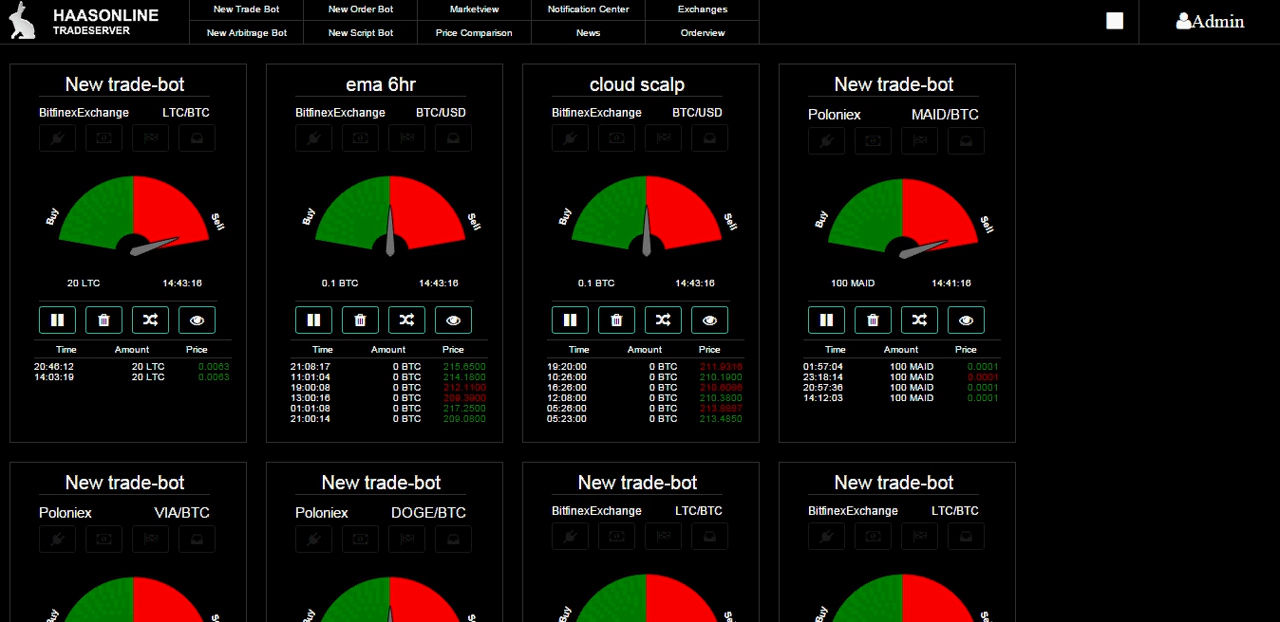 HAASONLINE
TRADESERVER
New Trade Bot New Order Bot Marketview Notification Center Exchanges
New Arbitrage Bot New Script Bot Price Comparison News Orderview
Admin
New trade-bot
BitfinexExchange LTC/BTC
Buy Sell
20 LTC 14:43:16
Time Amount Price
20:46:12 20 LTC 0.0063
14:03:19 20 LTC 0.0063
ema 6hr
BitfinexExchange BTC/USD
Buy Sell
0.1 BTC 14:43:16
Time Amount Price
21:08:17 0 BTC 215.6500
11:01:04 0 BTC 214.1800
19:00:08 0 BTC 212.1100
13:00:16 0 BTC 209.3900
01:01:08 0 BTC 217.2500
21:00:14 0 BTC 209.0800
cloud scalp
BitfinexExchange BTC/USD
Buy Sell
0.1 BTC 14:43:16
Time Amount Price
19:20:00 0 BTC 211.9316
10:26:00 0 BTC 210.1900
16:28:00 0 BTC
12:08:00 0 BTC 210.3800
05:26:00 0 BTC
05:23:00 0 BTC 213.4850
New trade-bot
Poloniex MAID/BTC
Buy Sell
100 MAID 14:41:16
Time Amount Price
01:57:04 100 MAID 0.0001
23:18:14 100 MAID 0.0001
20:57:36 100 MAID 0.0001
14:12:03 100 MAID 0.0001
New trade-bot
Poloniex VIA/BTC
Buy Sell
New trade-bot
Poloniex DOGE/BTC
Buy Sell
New trade-bot
BitfinexExchange LTC/BTC
Buy Sell
New trade-bot
BitfinexExchange LTC/BTC
Buy Sell